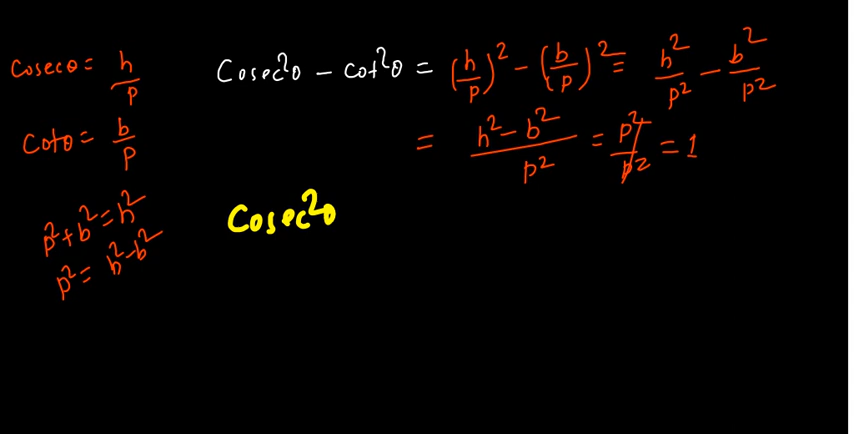 Cosecθ = h/p
Cosec²θ - cot²θ = (h/p)² - (b/p)² = h²/p² - b²/p²
Cotθ = b/p
= h²-b²/p² = p²/p² = 1
p²+b² = h²
p² = h²-b²
Cosec²θ